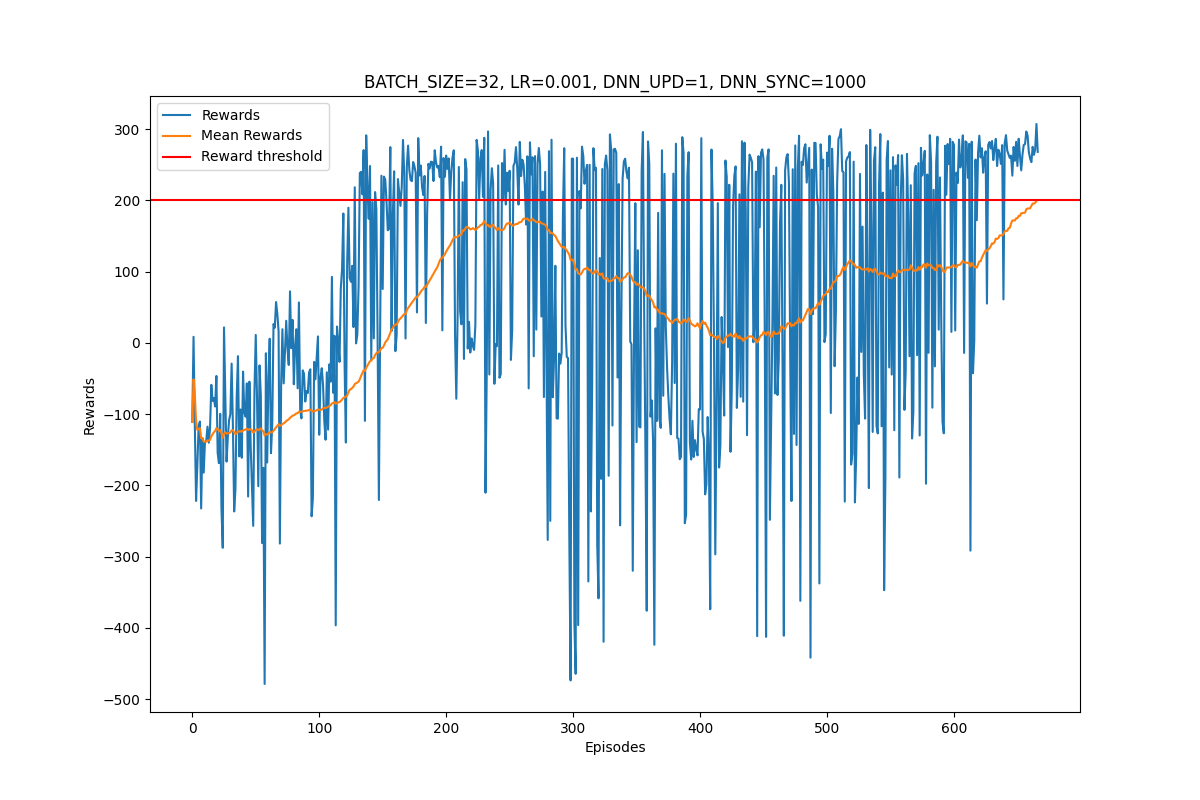 BATCH_SIZE=32, LR=0.001, DNN_UPD=1, DNN_SYNC=1000
Rewards
Mean Rewards
Reward threshold
300
200
100
0
−100
−200
−300
−400
−500
Rewards
0 100 200 300 400 500 600
Episodes